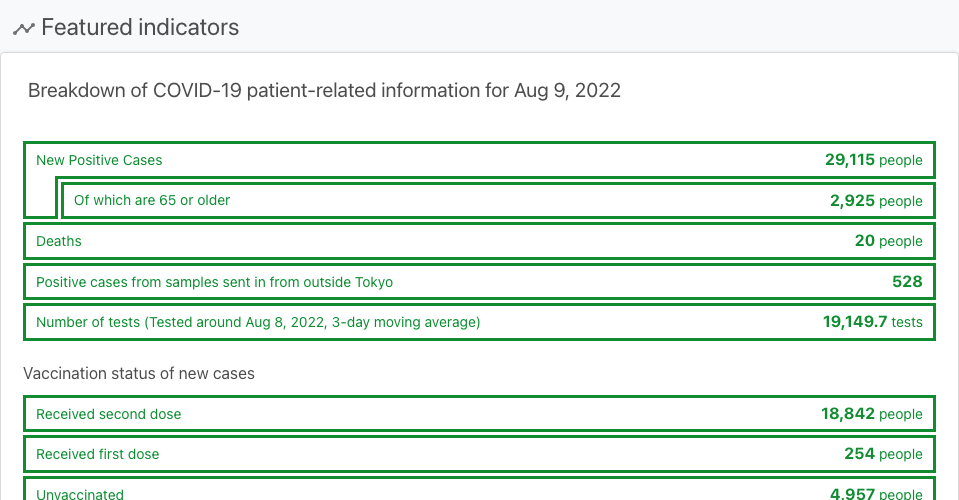 Featured indicators
Breakdown of COVID-19 patient-related information for Aug 9, 2022
New Positive Cases 29,115 people
Of which are 65 or older 2,925 people
Deaths 20 people
Positive cases from samples sent in from outside Tokyo 528
Number of tests (Tested around Aug 8, 2022, 3-day moving average) 19,149.7 tests
Vaccination status of new cases
Received second dose 18,842 people
Received first dose 254 people
Unvaccinated 4,957 people